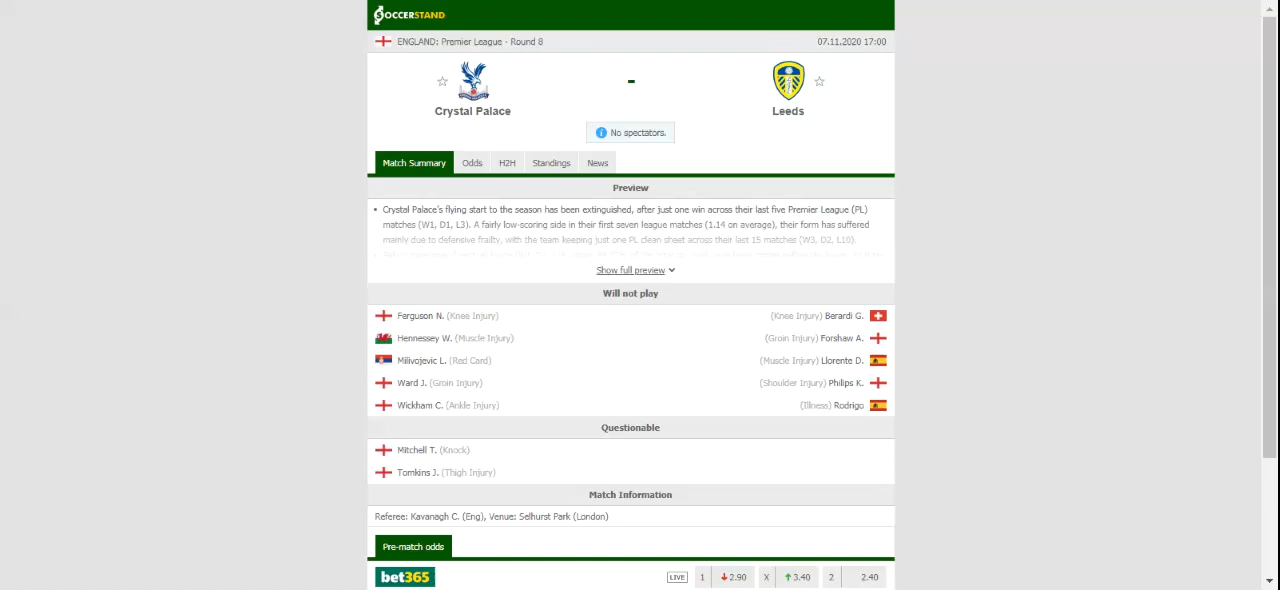 SOCCERSTAND
ENGLAND: Premier League - Round 8 07.11.2020 17:00
-
Crystal Palace Leeds
No spectators.
Match Summary Odds H2H Standings News
Preview
• Crystal Palace's flying start to the season has been extinguished, after just one win across their last five Premier League (PL)
matches (W1, D1, L3). A fairly low-scoring side in their first seven league matches (1.14 on average), their form has suffered
mainly due to defensive frailty, with the team keeping just one PL clean sheet across their last 15 matches (W3, D2, L10).
Show full preview
Will not play
Ferguson N. (Knee Injury) (Knee Injury) Berardi G.
Hennessey W. (Muscle Injury) (Groin Injury) Forshaw A.
Milivojevic L. (Red Card) (Muscle Injury) Llorente D.
Ward J. (Groin Injury) (Shoulder Injury) Philips K.
Wickham C. (Ankle Injury) (Illness) Rodrigo
Questionable
Mitchell T. (Knock)
Tomkins J. (Thigh Injury)
Match Information
Referee: Kavanagh C. (Eng), Venue: Selhurst Park (London)
Pre-match odds
bet365 LIVE 1 2.90 X 3.40 2 2.40